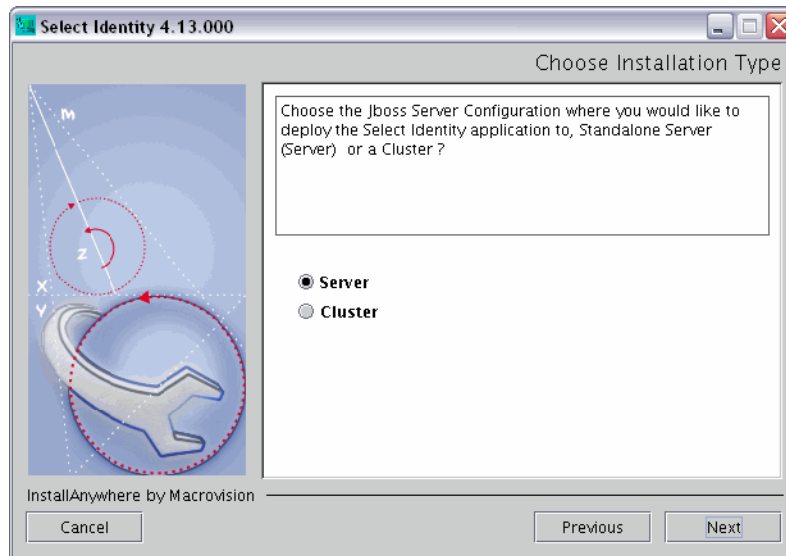 Select Identity 4.13.000
Choose Installation Type
M
Z
X
Y
Choose the Jboss Server Configuration where you would like to
deploy the Select Identity application to, Standalone Server
(Server)  or a Cluster ?
Server
Cluster
InstallAnywhere by Macrovision
Cancel
Previous
Next